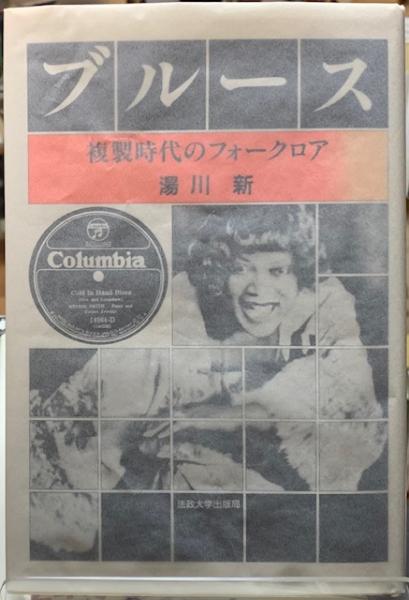 ブルース
複製時代のフォークロア
湯川 新
Columbia
Cold in Hand Blues
BESSIE SMITH
14064-D
法政大学出版局